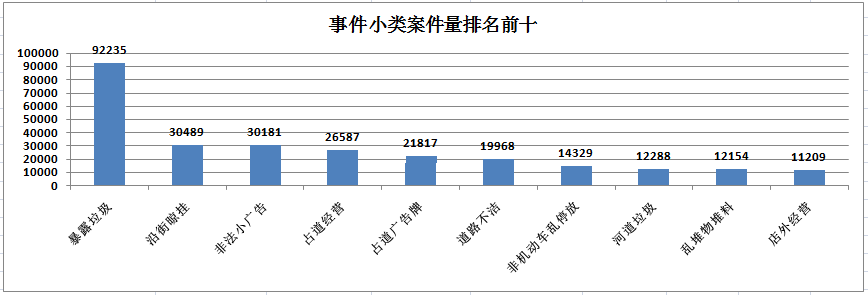 事件小类案件量排名前十
100000
90000
80000
70000
60000
50000
40000
30000
20000
10000
0
92235
30489
30181
26587
21817
19968
14329
12288
12154
11209
暴露垃圾
沿街晾挂
非法小广告
占道经营
占道广告牌
道路不洁
非机动车乱停放
河道垃圾
乱堆物堆料
店外经营